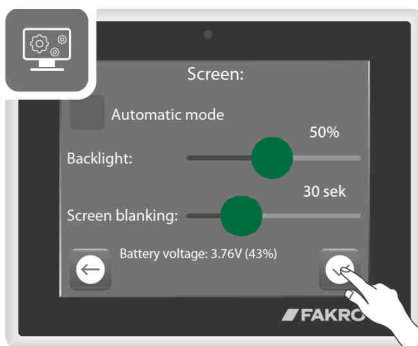 Screen:
Automatic mode
50%
Backlight:
30 sek
Screen blanking:
Battery voltage: 3.76V (43%)
FAKRO